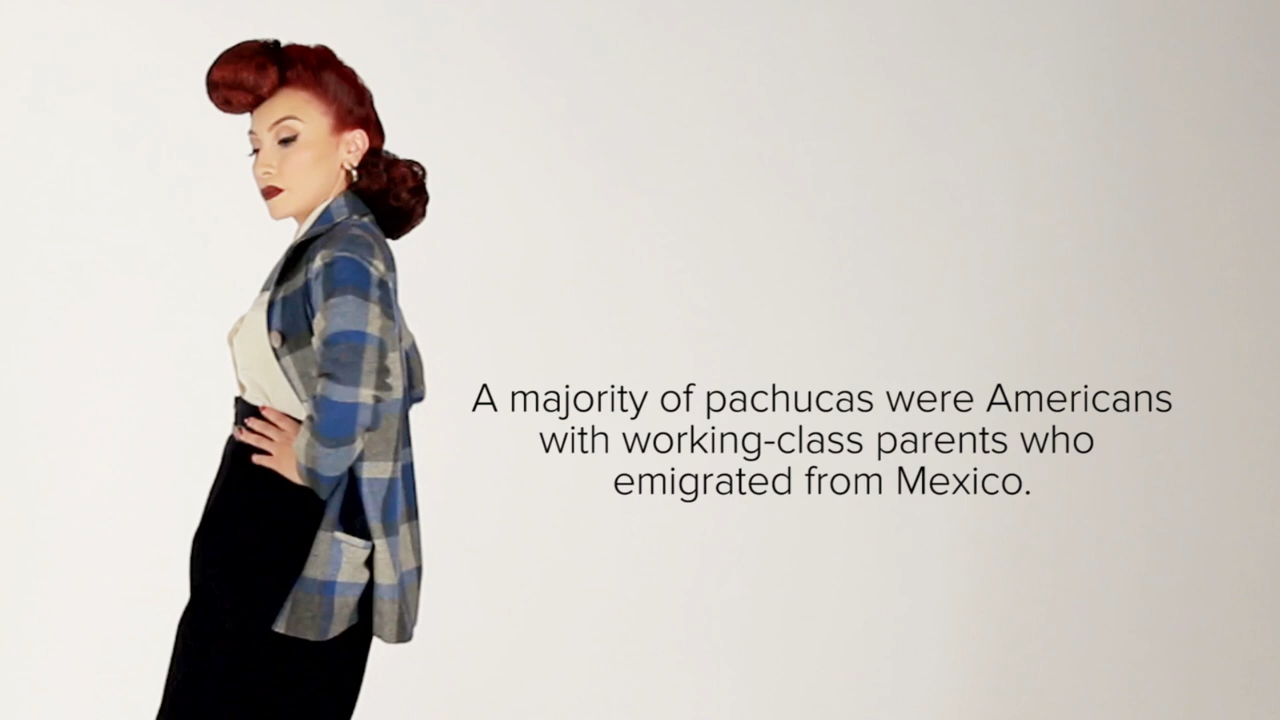 A majority of pachucas were Americans
with working-class parents who
emigrated from Mexico.